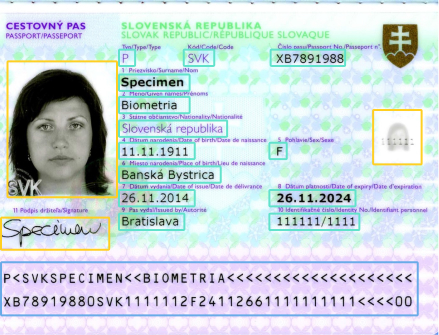 CESTOVNÝ PAS
PASSPORT/PASSEPORT
SLOVENSKÁ REPUBLIKA
SLOVAK REPUBLIC/RÉPUBLIQUE SLOVAQUE
Typ/Type/Type Kód/Code/Code Číslo pasu/Passport No./Passeport n°
P SVK XB7891988
1 Priezvisko/Surname/Nom
Specimen
2 Meno/Given names/Prénoms
Biometria
3 Štátne občianstvo/Nationality/Nationalité
Slovenská republika
4 Dátum narodenia/Date of birth/Date de naissance 5 Pohlavie/Sex/Sexe
11.11.1911 F
6 Miesto narodenia/Place of birth/Lieu de naissance
Banská Bystrica
7 Dátum vydania/Date of issue/Date de délivrance 8 Dátum platnosti/Date of expiry/Date d'expiration
26.11.2014 26.11.2024
9 Pas vydal/Issued by/Autorité 10 Identifikačné číslo/Identity No./Identifiant personnel
Bratislava 111111/1111
SVK
11 Podpis držiteľa/Signature
Specimen
P<SVKSPECIMEN<<BIOMETRIA<<<<<<<<<<<<<<<<<<<<
XB78919880SVK1111112F24112661111111111<<<<00